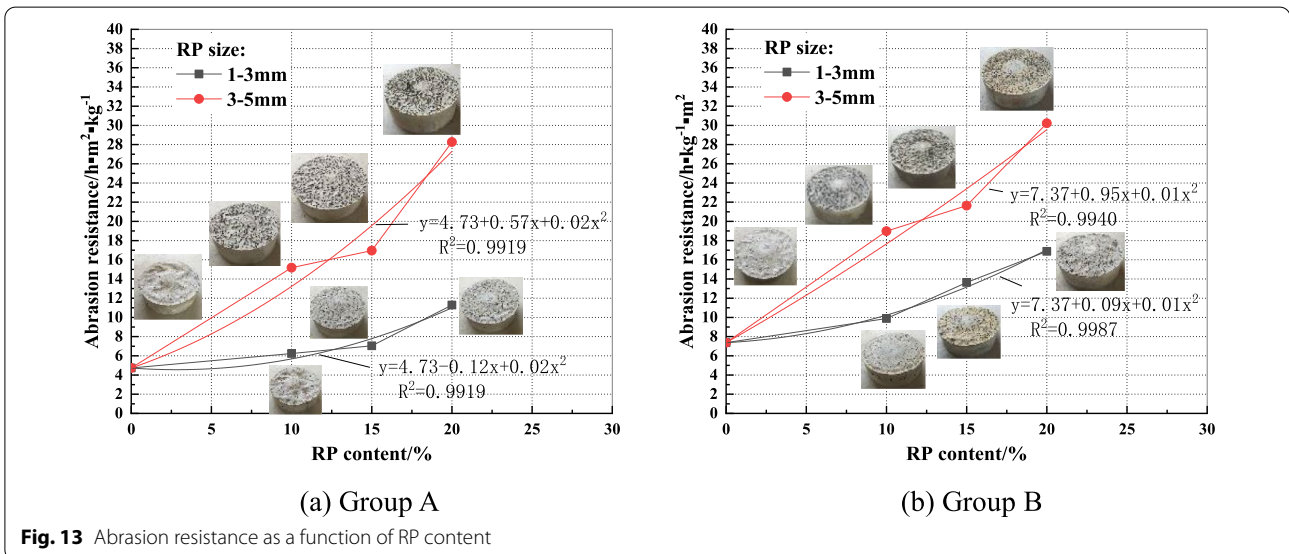 40
38
36
34
32
30
28
26
24
22
20
18
16
14
12
10
8
6
4
2
0
Abrasion resistance/h▪m²▪kg⁻¹
RP size:
1-3mm
3-5mm
y=4.73+0.57x+0.02x²
R²=0.9919
y=4.73-0.12x+0.02x²
R²=0.9919
0 5 10 15 20 25 30
RP content/%
(a) Group A
40
38
36
34
32
30
28
26
24
22
20
18
16
14
12
10
8
6
4
2
0
Abrasion resistance/h▪kg⁻¹▪m²
RP size:
1-3mm
3-5mm
y=7.37+0.95x+0.01x²
R²=0.9940
y=7.37+0.09x+0.01x²
R²=0.9987
0 5 10 15 20 25 30
RP content/%
(b) Group B
Fig. 13 Abrasion resistance as a function of RP content